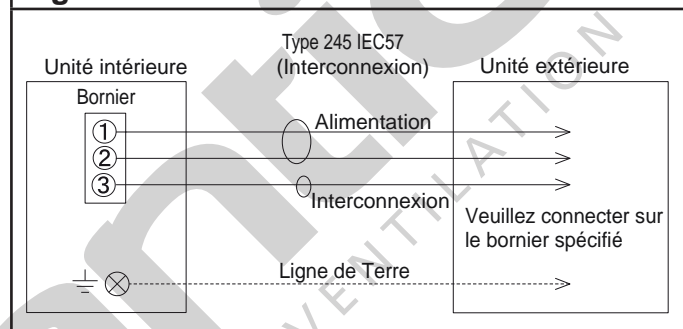 Type 245 IEC57
Unité intérieure
(Interconnexion)
Unité extérieure
Bornier
1
Alimentation
2
3
Interconnexion
Veuillez connecter sur
le bornier spécifié
Ligne de Terre
VENTILATION